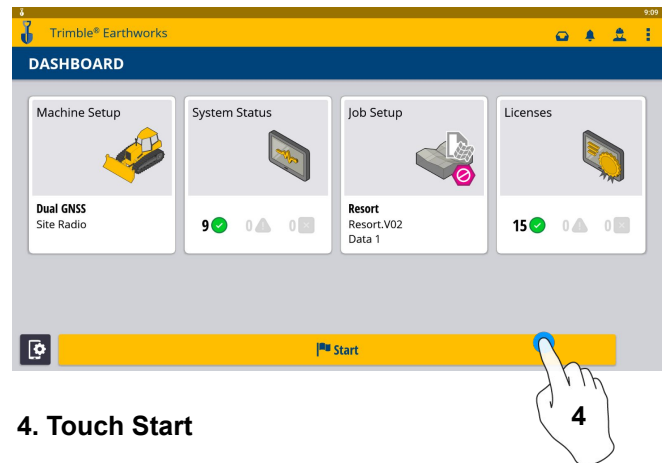 9:09
Trimble® Earthworks
DASHBOARD
Machine Setup
Dual GNSS
Site Radio
System Status
9 0 0
Job Setup
Resort
Resort.V02
Data 1
Licenses
15 0 0
Start
4
4. Touch Start